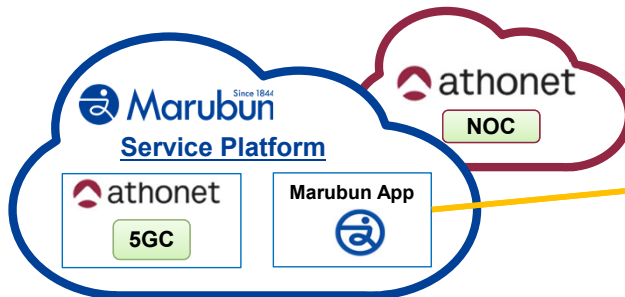 Since 1844
Marubun
Service Platform
athonet
NOC
athonet
5GC
Marubun App